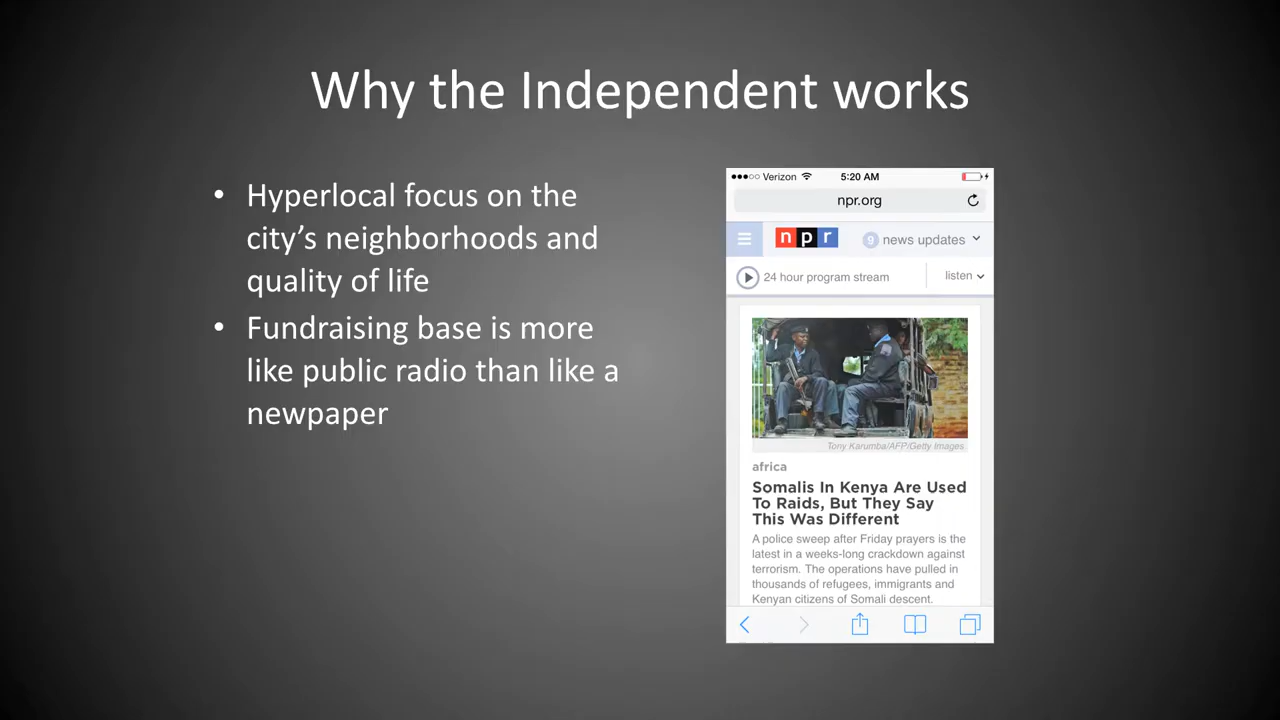 Why the Independent works
• Hyperlocal focus on the
city’s neighborhoods and
quality of life
• Fundraising base is more
like public radio than like a
newpaper
Verizon 5:20 AM
npr.org
npr 9 news updates
24 hour program stream listen
Tony Karumba/AFP/Getty Images
africa
Somalis In Kenya Are Used
To Raids, But They Say
This Was Different
A police sweep after Friday prayers is the
latest in a weeks-long crackdown against
terrorism. The operations have pulled in
thousands of refugees, immigrants and
Kenyan citizens of Somali descent.